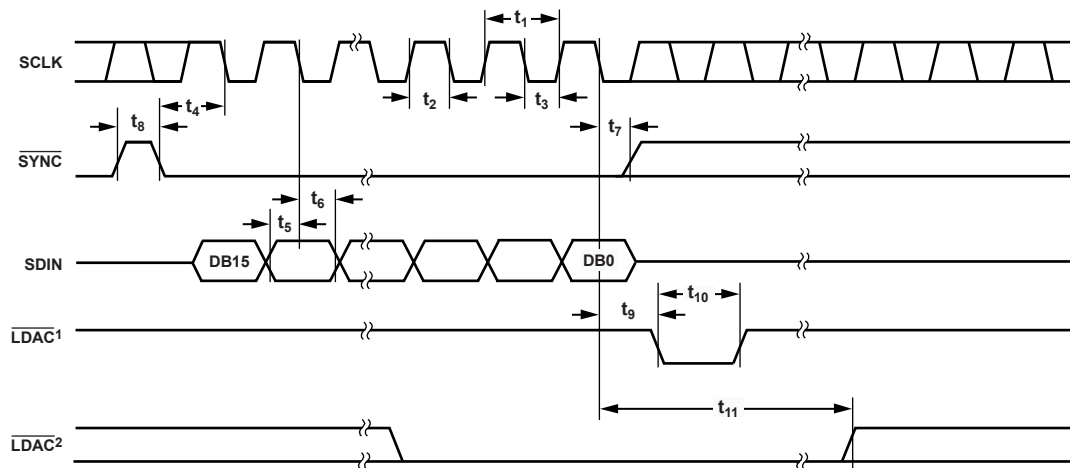 t1
SCLK
t4
t2
t3
t8
t7
SYNC
t6
t5
SDIN
DB15
DB0
t10
t9
LDAC1
t11
LDAC2